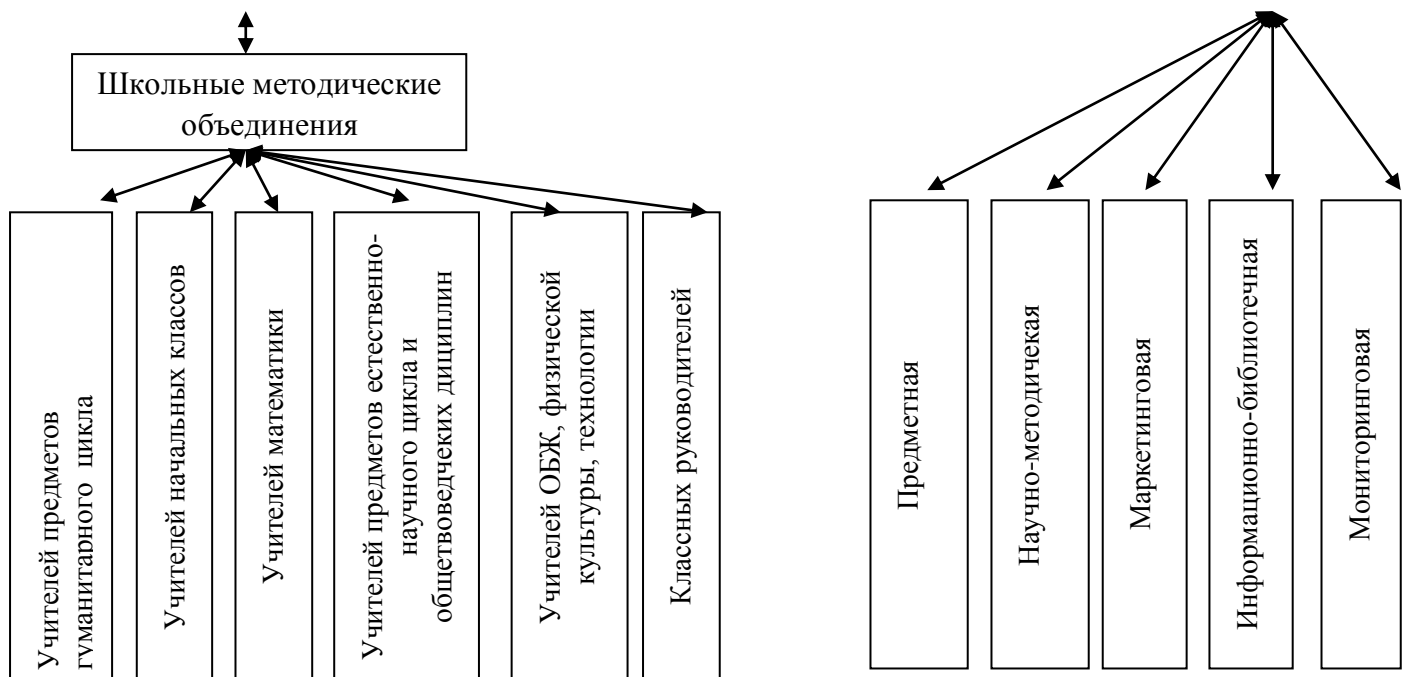 Школьные методические
объединения
Учителей предметов
гуманитарного цикла
Учителей начальных классов
Учителей математики
Учителей предметов естественно-
научного цикла и
общетвоведчеких дициплин
Учителей ОБЖ, физической
культуры, технологии
Классных руководителей
Предметная
Научно-методичекая
Маркетинговая
Информационно-библиотечная
Мониторинговая